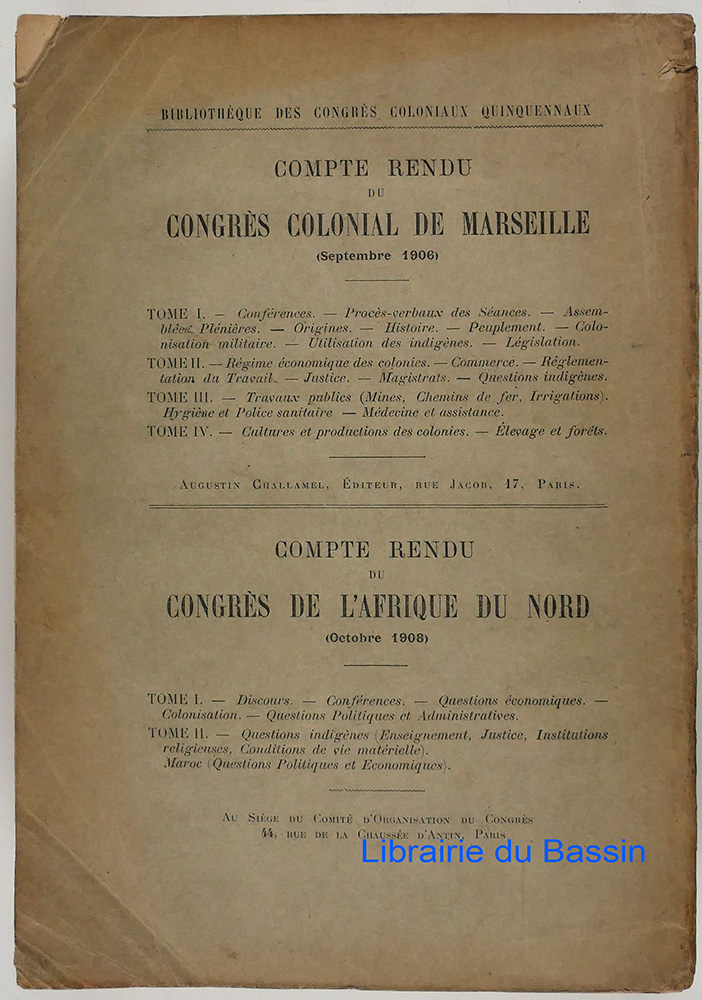 BIBLIOTHÈQUE DES CONGRÈS COLONIAUX QUINQUENNAUX
COMPTE RENDU
DU
CONGRÈS COLONIAL DE MARSEILLE
(Septembre 1906)
TOME I. — Conférences. — Procès-verbaux des Séances. — Assem-
blées Plénières. — Origines. — Histoire. — Peuplement. — Colo-
nisation militaire. — Utilisation des indigènes. — Législation.
TOME II. — Régime économique des colonies. — Commerce. — Réglemen-
tation du Travail. — Justice. — Magistrats. — Questions indigènes.
TOME III. — Travaux publics (Mines, Chemins de fer, Irrigations).
Hygiène et Police sanitaire — Médecine et assistance.
TOME IV. — Cultures et productions des colonies. — Élevage et forêts.
AUGUSTIN CHALLAMEL, ÉDITEUR, RUE JACOB, 17, PARIS.
COMPTE RENDU
DU
CONGRÈS DE L'AFRIQUE DU NORD
(Octobre 1908)
TOME I. — Discours. — Conférences. — Questions économiques. —
Colonisation. — Questions Politiques et Administratives.
TOME II. — Questions indigènes (Enseignement, Justice, Institutions
religieuses, Conditions de vie matérielle).
Maroc (Questions Politiques et Economiques).
AU SIÈGE DU COMITÉ D'ORGANISATION DU CONGRÈS
44, RUE DE LA CHAUSSÉE D'ANTIN, PARIS
Librairie du Bassin